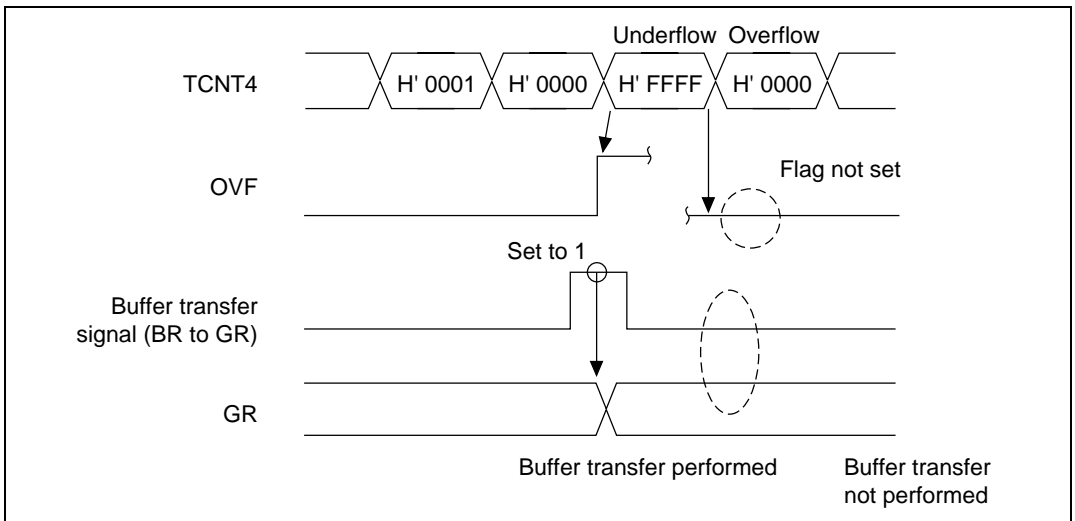 Underflow Overflow
TCNT4 H' 0001 H' 0000 H' FFFF H' 0000
OVF
Flag not set
Set to 1
Buffer transfer
signal (BR to GR)
GR
Buffer transfer performed Buffer transfer
not performed